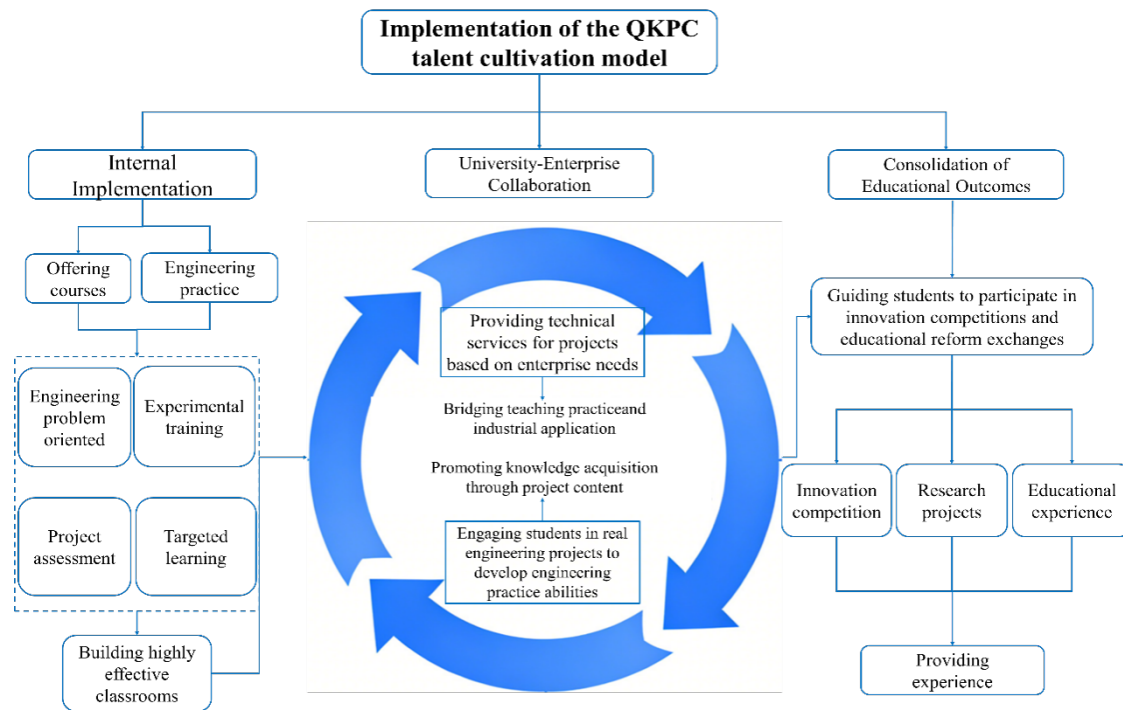 Implementation of the QKPC
talent cultivation model
Internal
Implementation
University-Enterprise
Collaboration
Consolidation of
Educational Outcomes
Offering
courses
Engineering
practice
Engineering
problem
oriented
Experimental
training
Project
assessment
Targeted
learning
Building highly
effective
classrooms
Providing technical
services for projects
based on enterprise needs
Bridging teaching practiceand
industrial application
Promoting knowledge acquisition
through project content
Engaging students in real
engineering projects to
develop engineering
practice abilities
Guiding students to participate in
innovation competitions and
educational reform exchanges
Innovation
competition
Research
projects
Educational
experience
Providing
experience